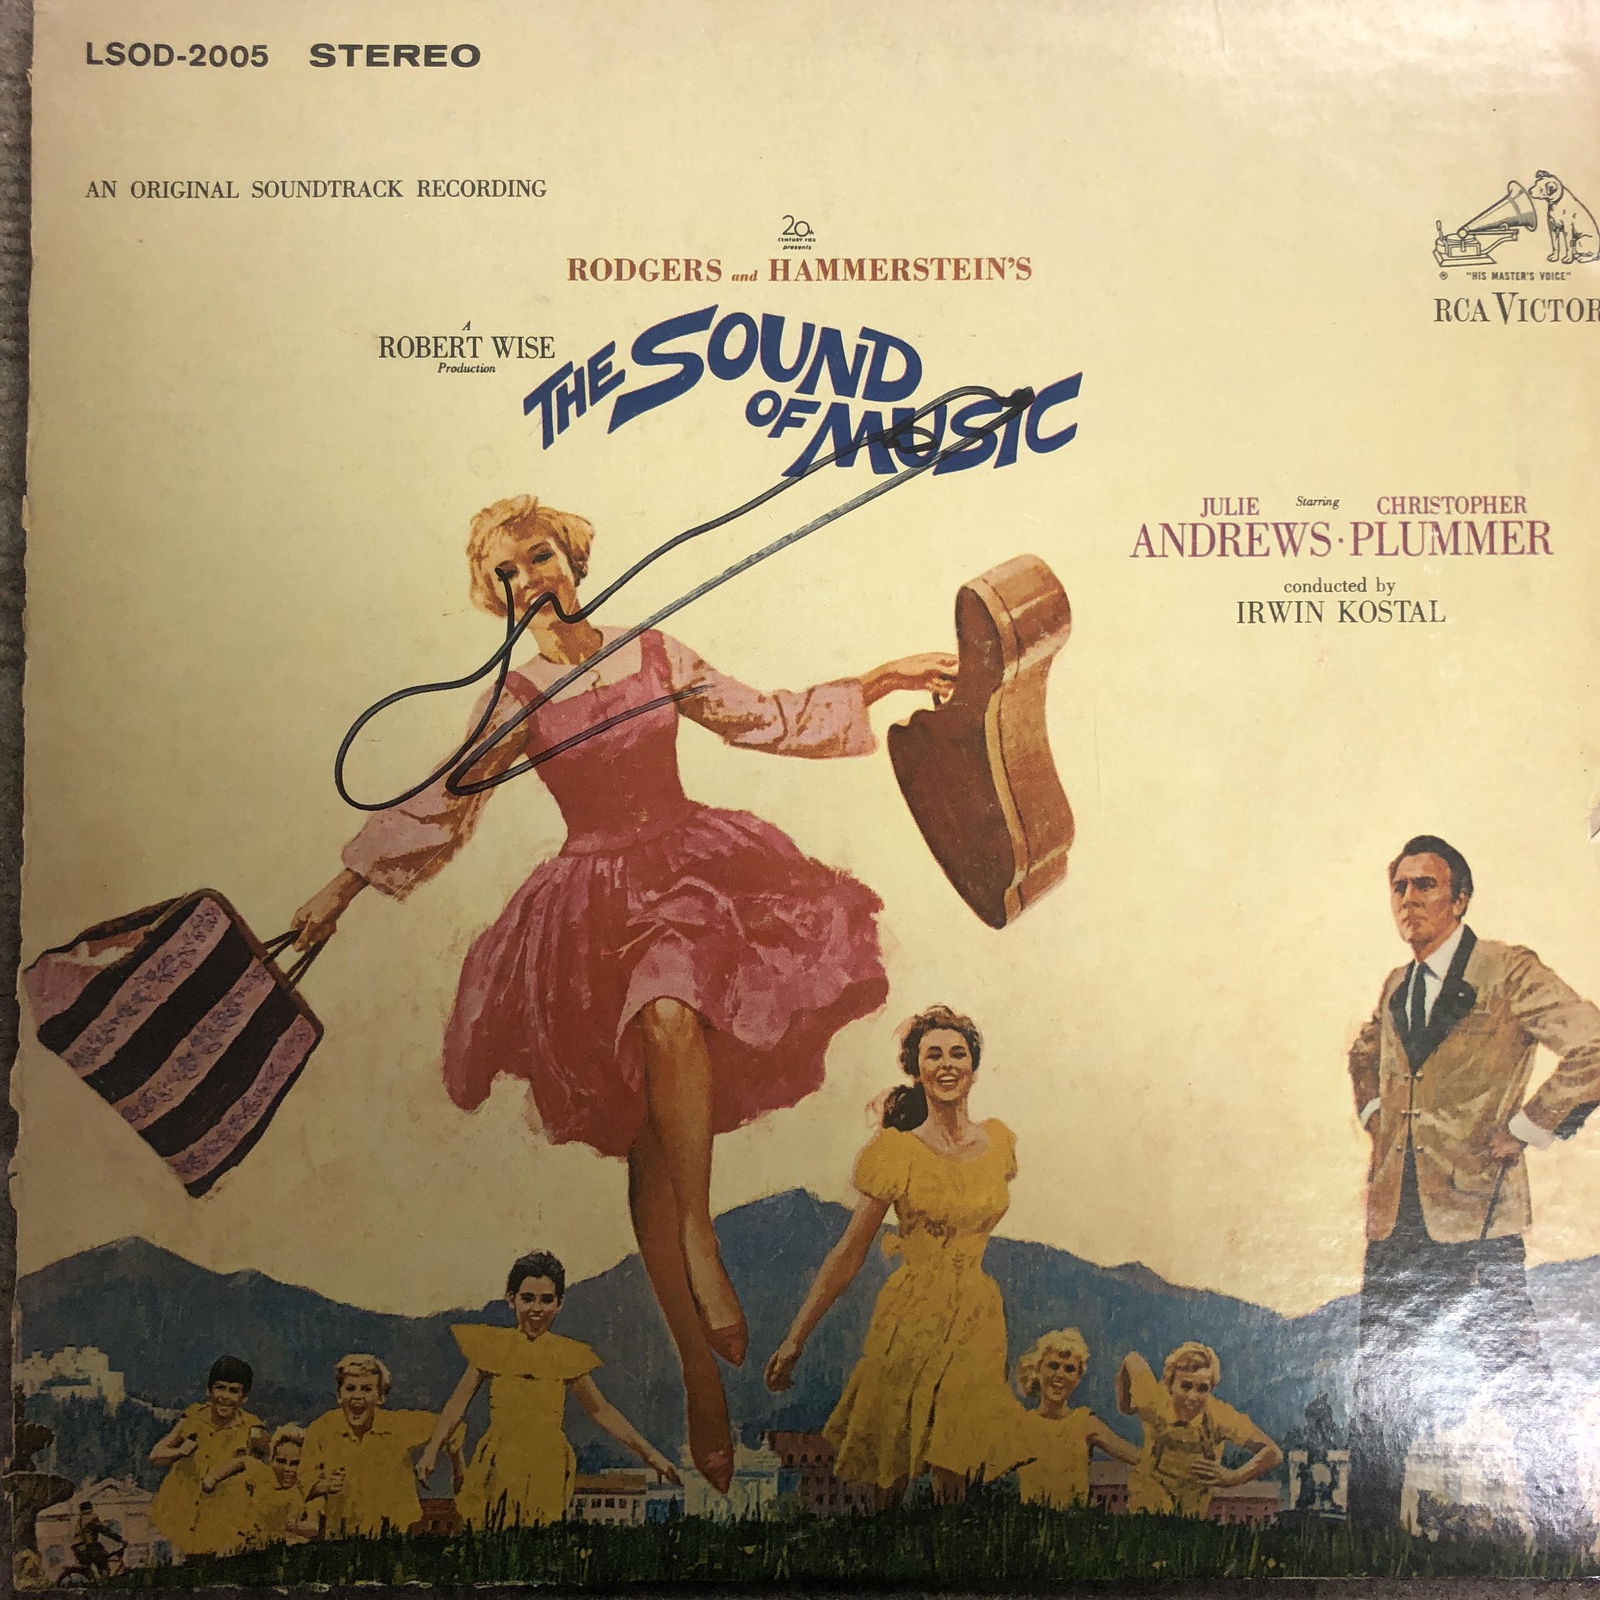 LSOD-2005 STEREO
AN ORIGINAL SOUNDTRACK RECORDING
20th
CENTURY FOX
presents
RODGERS and HAMMERSTEIN'S
A
ROBERT WISE
Production
THE SOUND
OF MUSIC
® "HIS MASTER'S VOICE"
RCA VICTOR
JULIE Starring CHRISTOPHER
ANDREWS · PLUMMER
conducted by
IRWIN KOSTAL